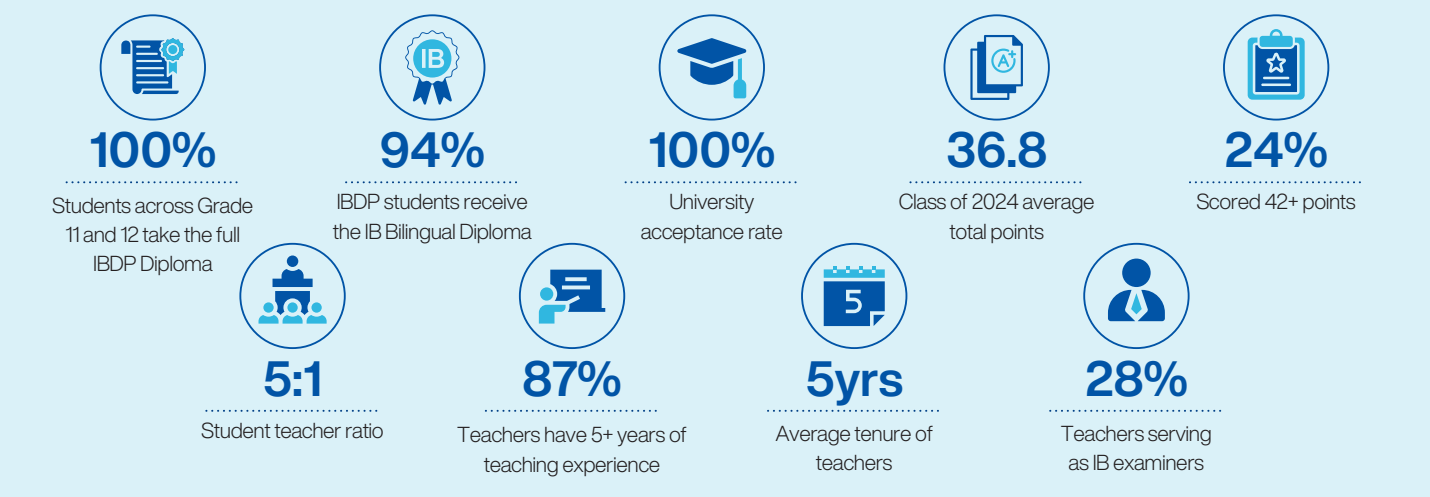 IB
A+
100%
Students across Grade
11 and 12 take the full
IBDP Diploma
94%
IBDP students receive
the IB Bilingual Diploma
100%
University
acceptance rate
36.8
Class of 2024 average
total points
24%
Scored 42+ points
5
5:1
Student teacher ratio
87%
Teachers have 5+ years of
teaching experience
5yrs
Average tenure of
teachers
28%
Teachers serving
as IB examiners